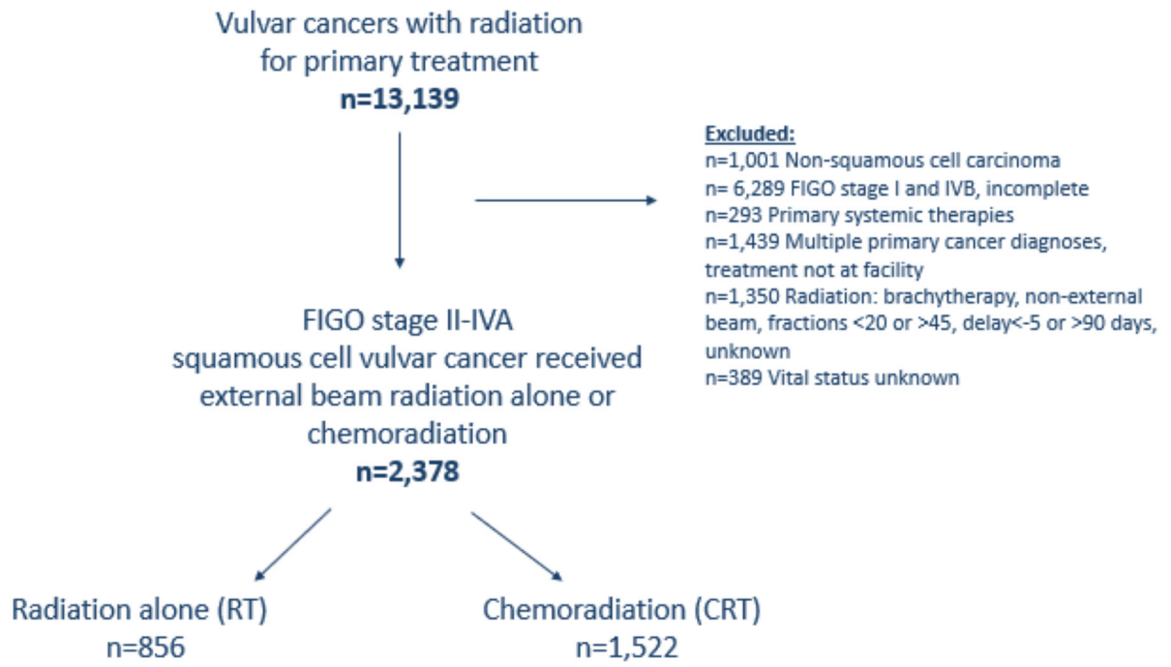 Vulvar cancers with radiation
for primary treatment
n=13,139
Excluded:
n=1,001 Non-squamous cell carcinoma
n= 6,289 FIGO stage I and IVB, incomplete
n=293 Primary systemic therapies
n=1,439 Multiple primary cancer diagnoses,
treatment not at facility
n=1,350 Radiation: brachytherapy, non-external
beam, fractions <20 or >45, delay<-5 or >90 days,
unknown
n=389 Vital status unknown
FIGO stage II-IVA
squamous cell vulvar cancer received
external beam radiation alone or
chemoradiation
n=2,378
Radiation alone (RT)
n=856
Chemoradiation (CRT)
n=1,522